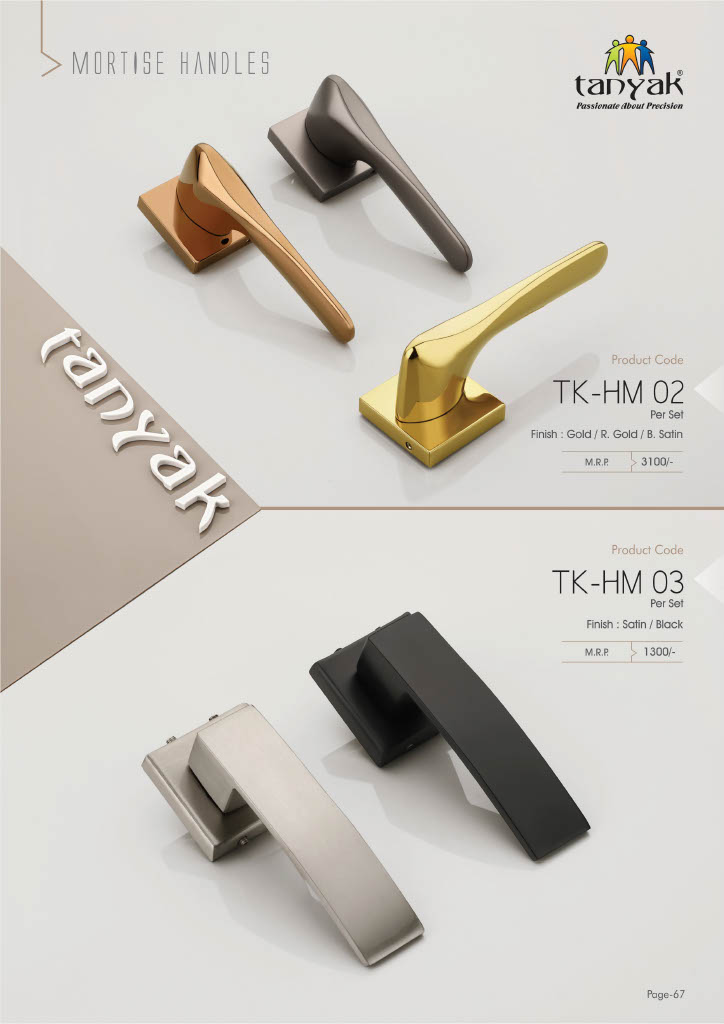 MORTISE HANDLES
tanyak®
Passionate About Precision
tanyak
Product Code
TK-HM 02
Per Set
Finish : Gold / R. Gold / B. Satin
M.R.P. 3100/-
Product Code
TK-HM 03
Per Set
Finish : Satin / Black
M.R.P. 1300/-
Page-67